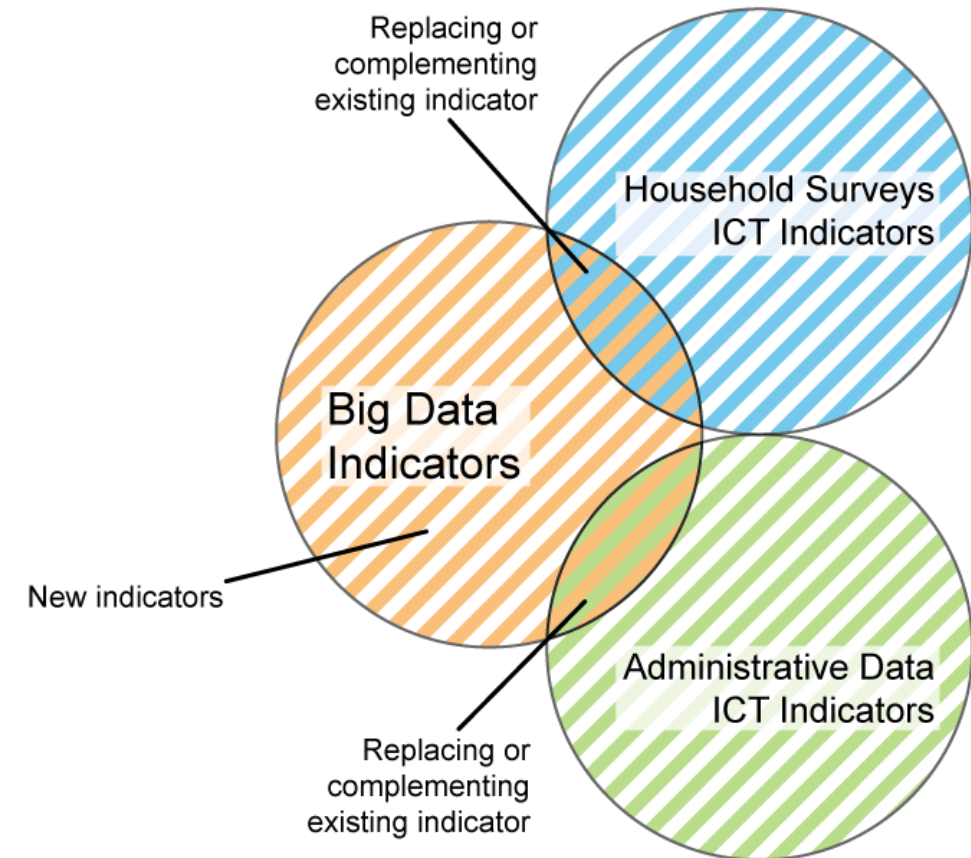 Replacing or
complementing
existing indicator
Household Surveys
ICT Indicators
Big Data
Indicators
New indicators
Administrative Data
ICT Indicators
Replacing or
complementing
existing indicator